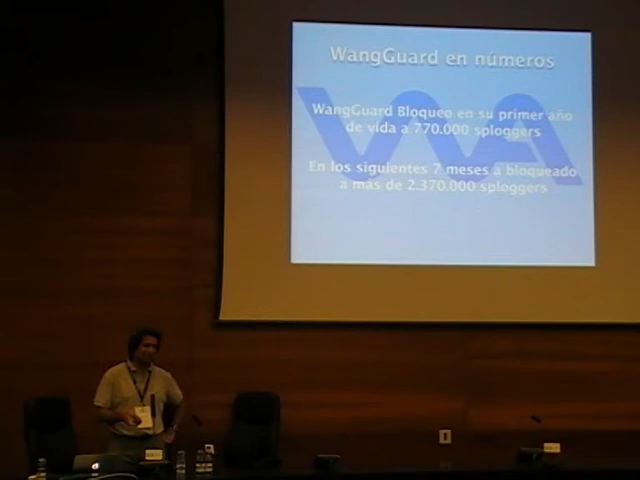 WangGuard en números
WangGuard Bloqueo en su primer año
de vida a 770.000 sploggers
En los siguientes 7 meses a bloqueado
a mas de 2.370.000 sploggers